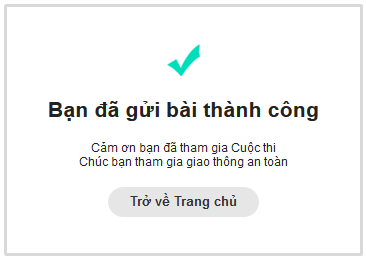 Bạn đã gửi bài thành công
Cảm ơn bạn đã tham gia Cuộc thi
Chúc bạn tham gia giao thông an toàn
Trở về Trang chủ